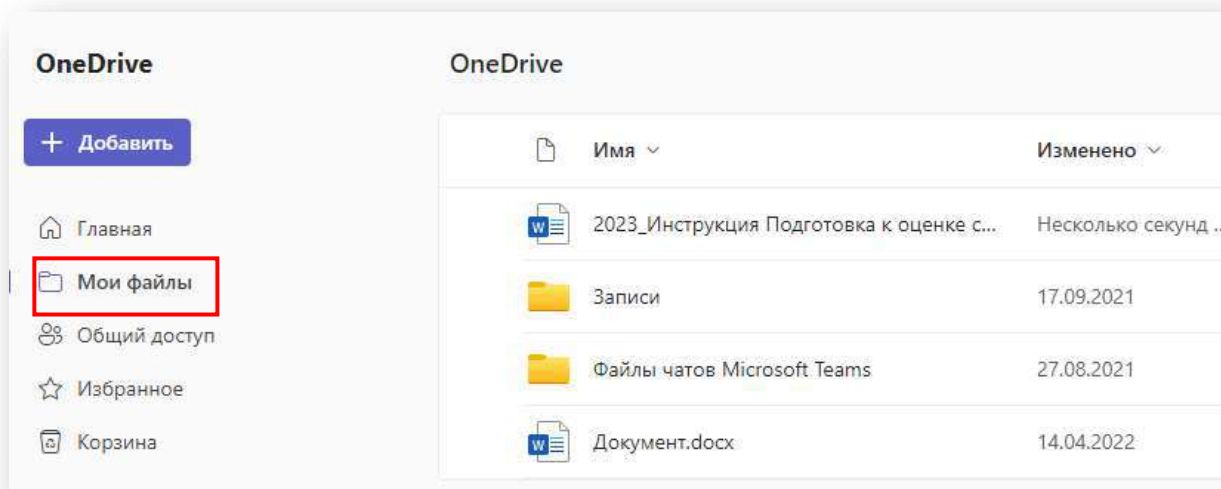 OneDrive
+ Добавить
Главная
Мои файлы
Общий доступ
Избранное
Корзина
OneDrive
Имя Изменено
2023_Инструкция Подготовка к оценке с... Несколько секунд ...
Записи 17.09.2021
Файлы чатов Microsoft Teams 27.08.2021
Документ.docx 14.04.2022